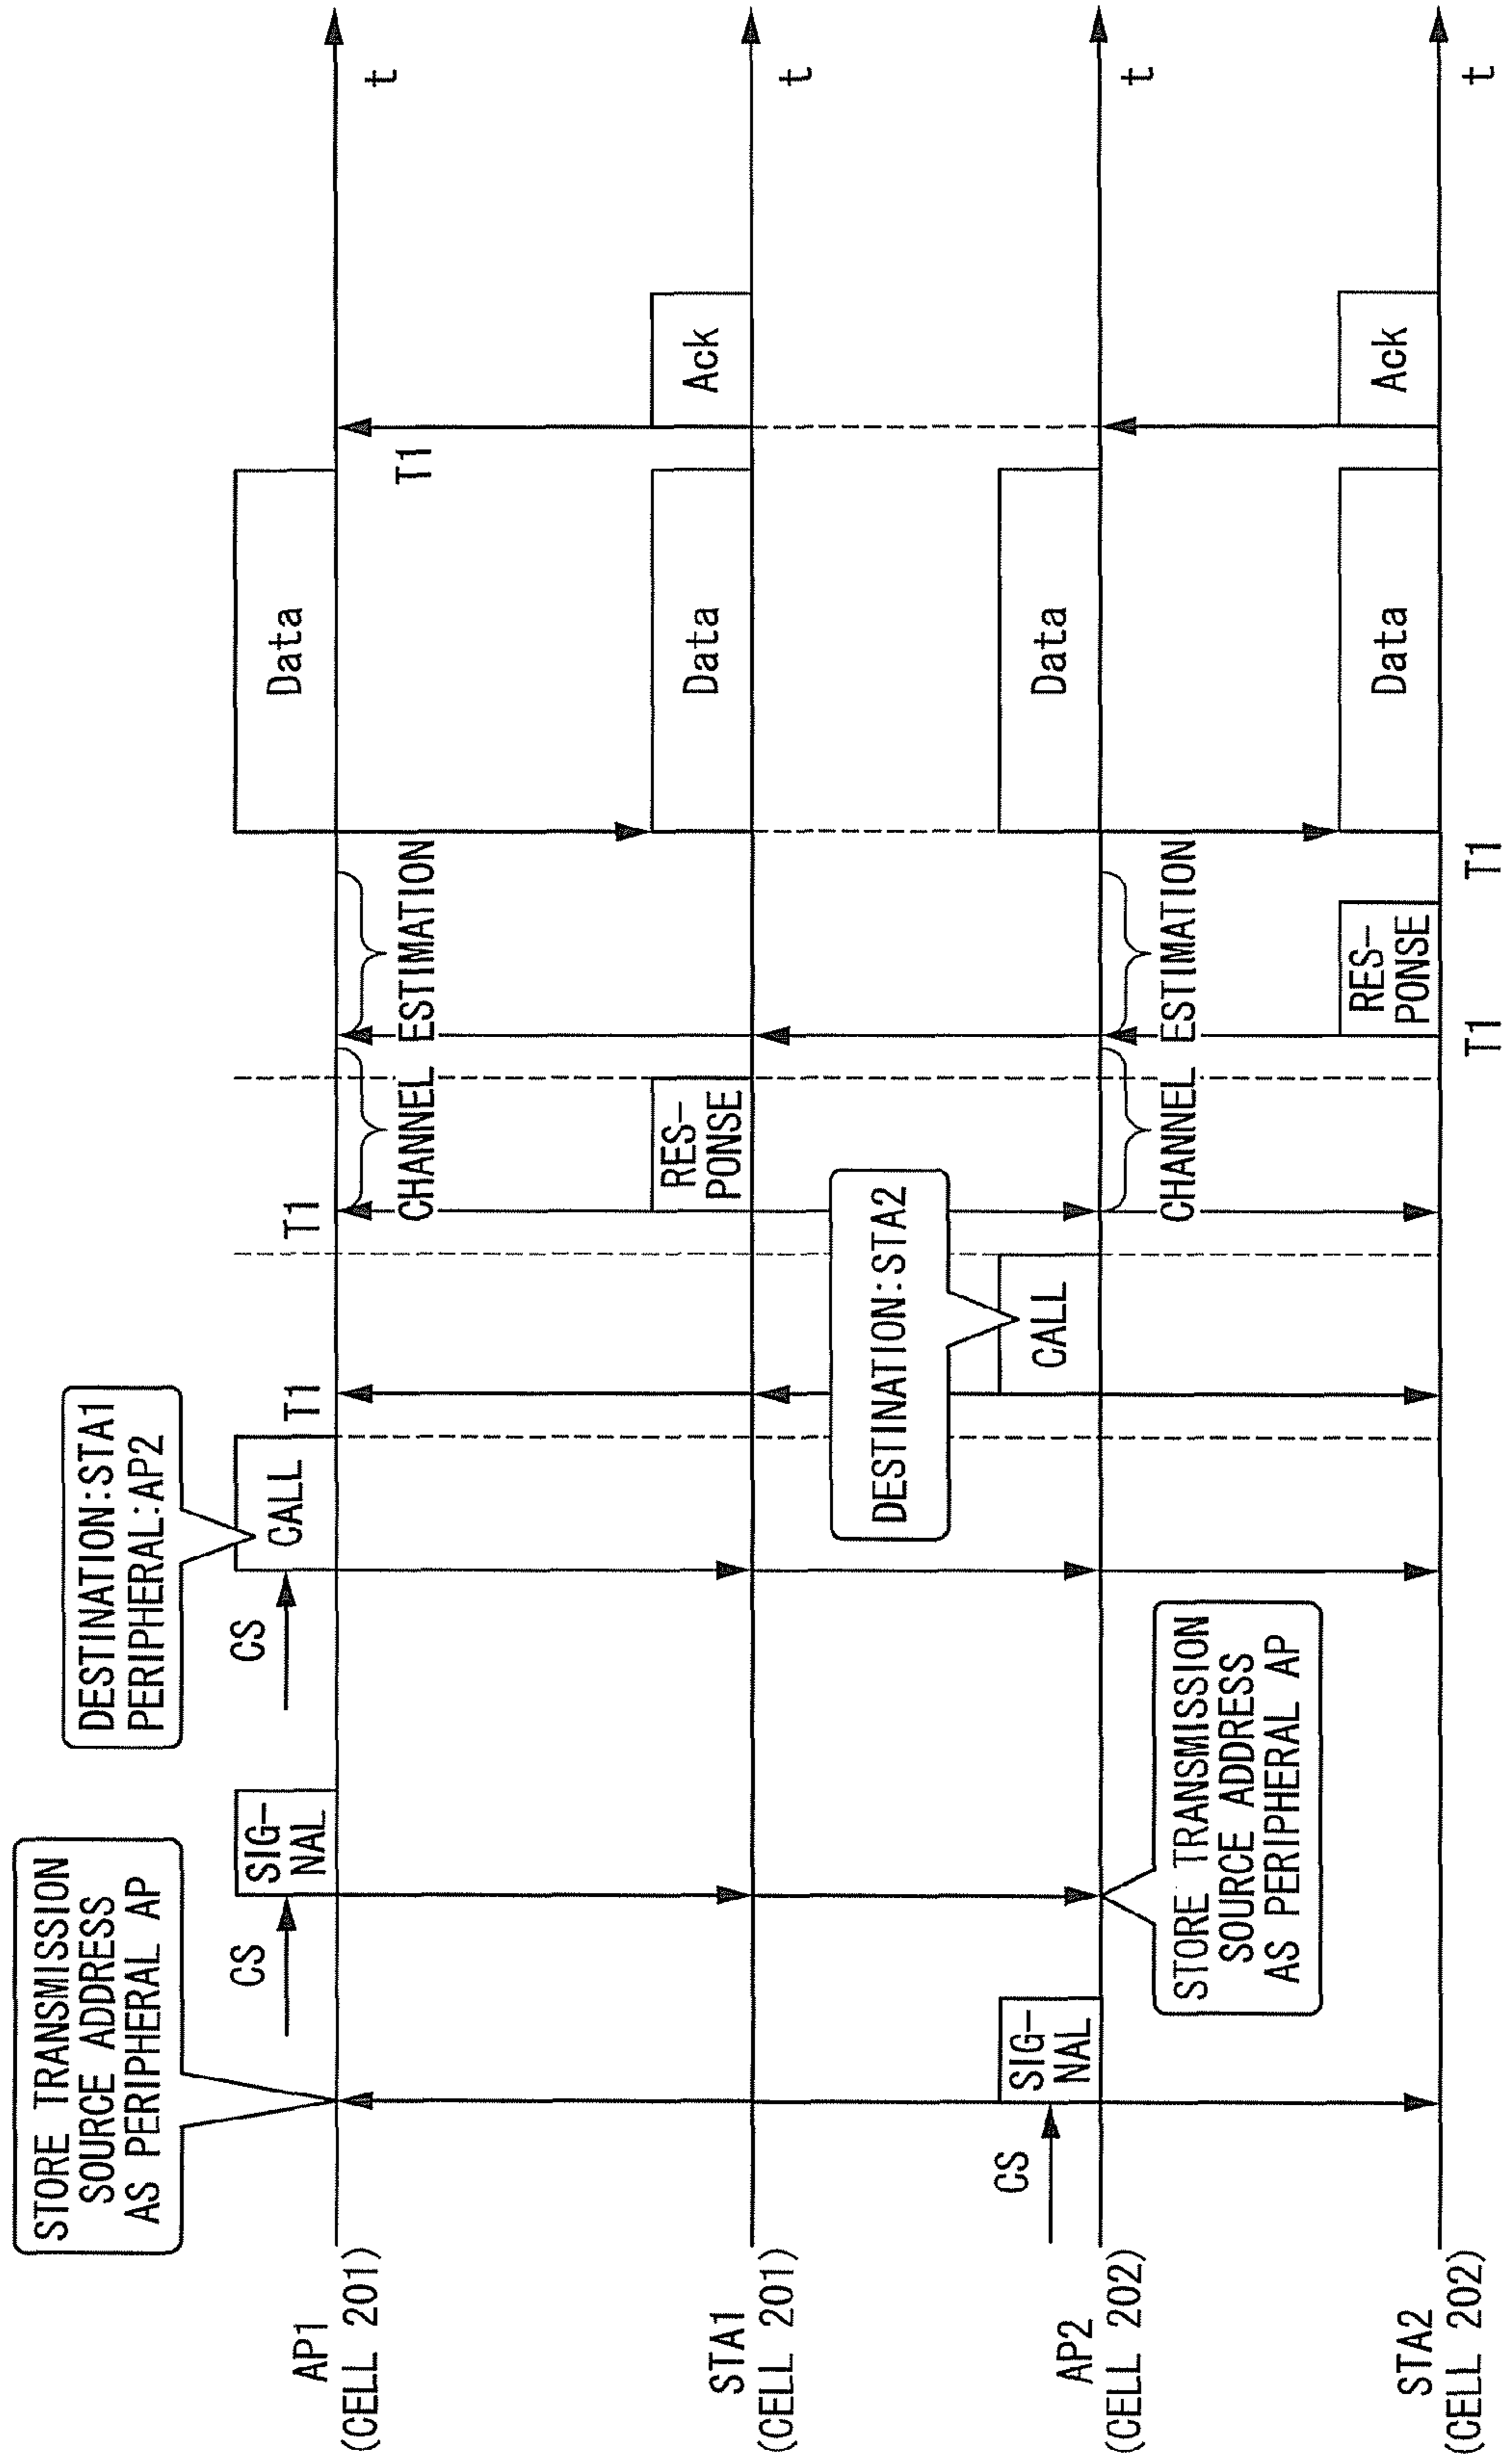 STORE TRANSMISSION
SOURCE ADDRESS
AS PERIPHERAL AP
DESTINATION:STA1
PERIPHERAL:AP2
CS
SIG-
NAL
CS
CALL
T1
T1
Data
AP1
(CELL 201)
CHANNEL ESTIMATION
T1
t
RES-
PONSE
Data
Ack
STA1
(CELL 201)
t
DESTINATION:STA2
CS
SIG-
NAL
CALL
Data
AP2
(CELL 202)
STORE TRANSMISSION
SOURCE ADDRESS
AS PERIPHERAL AP
CHANNEL ESTIMATION
t
RES-
PONSE
Data
Ack
STA2
(CELL 202)
T1
T1
t